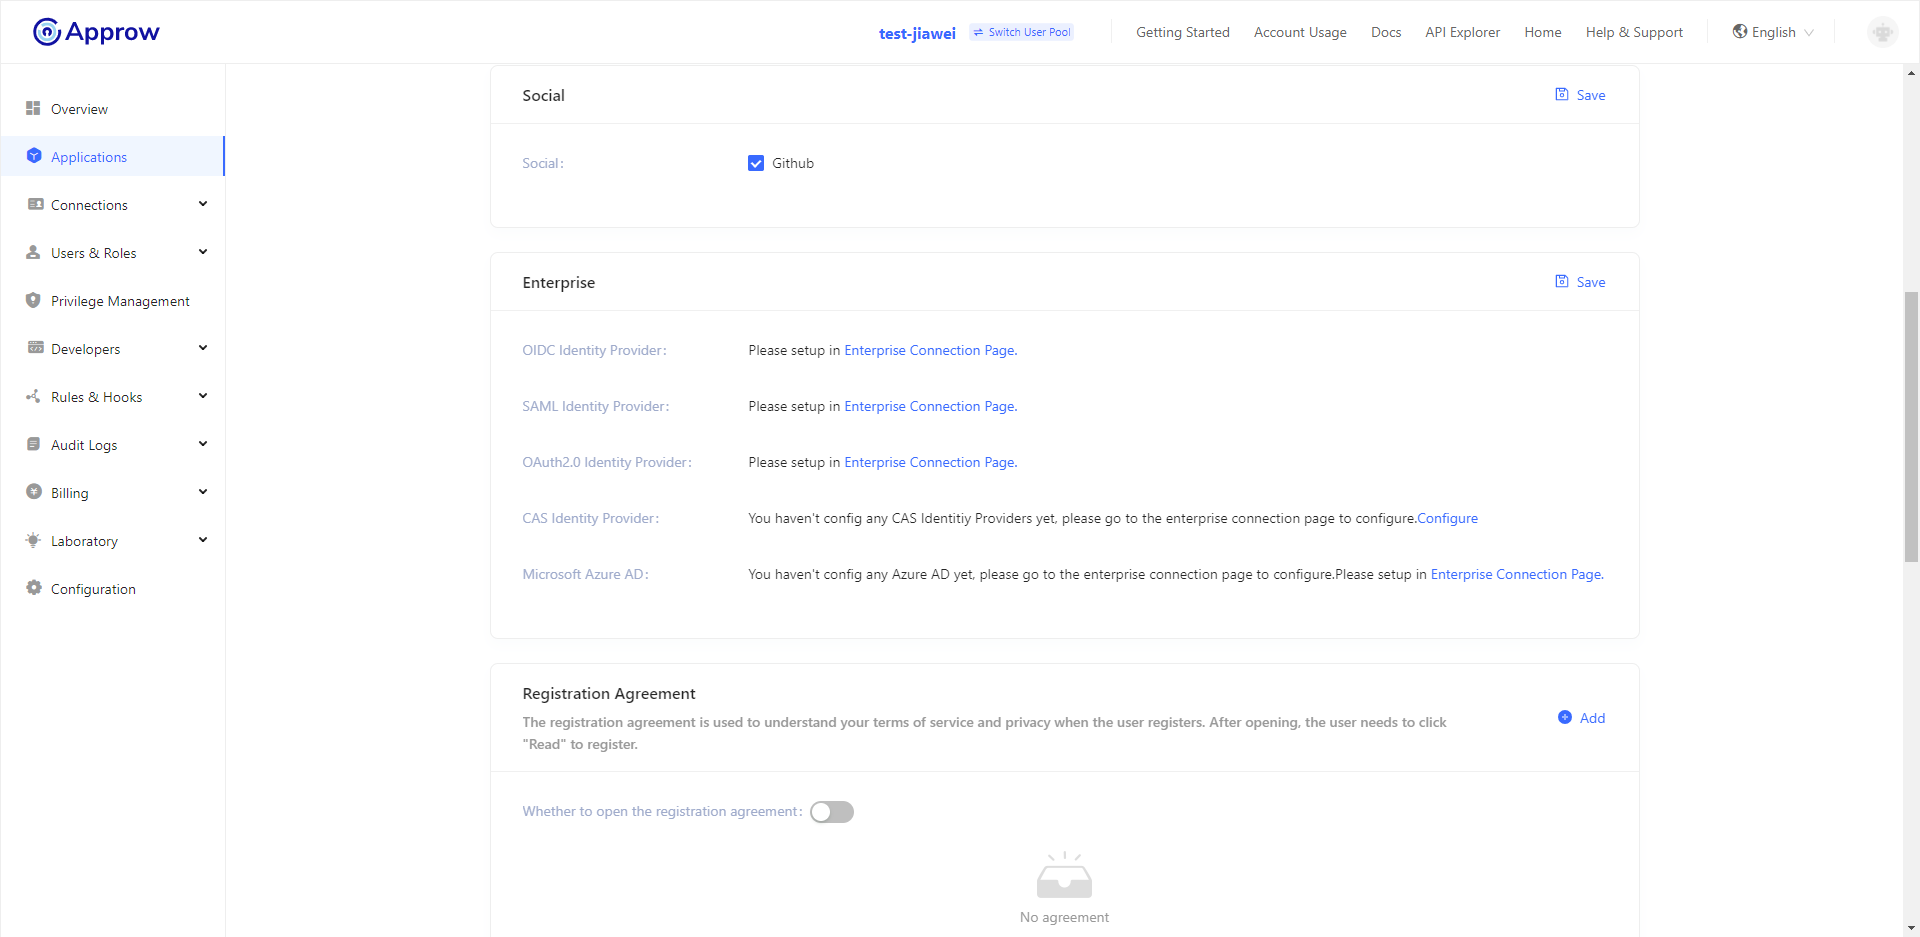 Approw
test-jiawei
Switch User Pool
Getting Started
Account Usage
Docs
API Explorer
Home
Help & Support
English
Overview
Applications
Connections
Users & Roles
Privilege Management
Developers
Rules & Hooks
Audit Logs
Billing
Laboratory
Configuration
Social
Save
Social:
Github
Enterprise
Save
OIDC Identity Provider:
Please setup in Enterprise Connection Page.
SAML Identity Provider:
Please setup in Enterprise Connection Page.
OAuth2.0 Identity Provider:
Please setup in Enterprise Connection Page.
CAS Identity Provider:
You haven't config any CAS Identitiy Providers yet, please go to the enterprise connection page to configure.Configure
Microsoft Azure AD:
You haven't config any Azure AD yet, please go to the enterprise connection page to configure.Please setup in Enterprise Connection Page.
Registration Agreement
The registration agreement is used to understand your terms of service and privacy when the user registers. After opening, the user needs to click
"Read" to register.
Add
Whether to open the registration agreement:
No agreement